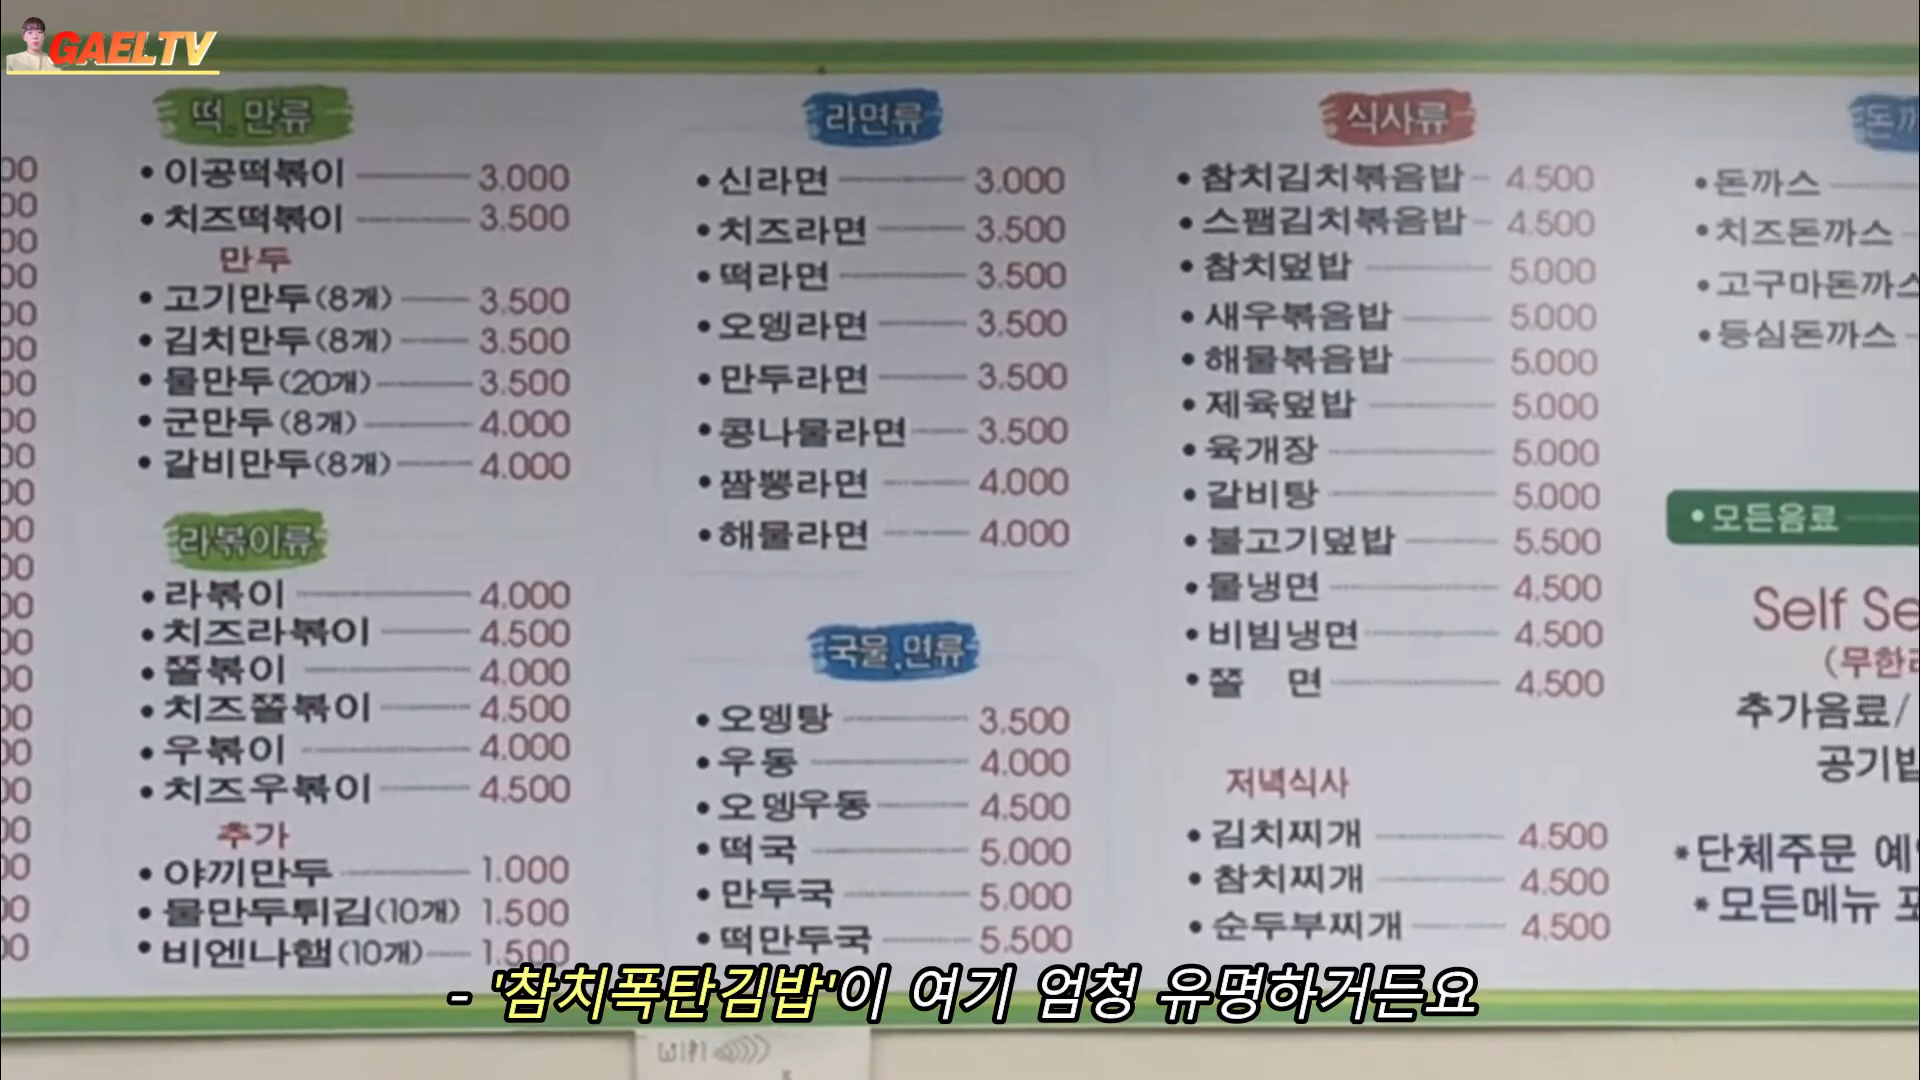 GAELTV
떡.만류
이공떡볶이 3.000
치즈떡볶이 3.500
만두
고기만두(8개) 3.500
김치만두(8개) 3.500
물만두(20개) 3.500
군만두(8개) 4.000
갈비만두(8개) 4.000
라볶이류
라볶이 4.000
치즈라볶이 4.500
쫄볶이 4.000
치즈쫄볶이 4.500
우볶이 4.000
치즈우볶이 4.500
추가
야끼만두 1.000
물만두튀김(10개) 1.500
비엔나햄(10개) 1.500
라면류
신라면 3.000
치즈라면 3.500
떡라면 3.500
오뎅라면 3.500
만두라면 3.500
콩나물라면 3.500
짬뽕라면 4.000
해물라면 4.000
국물.면류
오뎅탕 3.500
우동 4.000
오뎅우동 4.500
떡국 5.000
만두국 5.000
떡만두국 5.500
식사류
참치김치볶음밥 4.500
스팸김치볶음밥 4.500
참치덮밥 5.000
새우볶음밥 5.000
해물볶음밥 5.000
제육덮밥 5.000
육개장 5.000
갈비탕 5.000
불고기덮밥 5.500
물냉면 4.500
비빔냉면 4.500
쫄 면 4.500
저녁식사
김치찌개 4.500
참치찌개 4.500
순두부찌개 4.500
돈까스
치즈돈까스
고구마돈까스
등심돈까스
모든음료
Self
추가음료/
*단체주문
*모든메뉴
- '참치폭탄김밥'이 여기 엄청 유명하거든요
WIFI